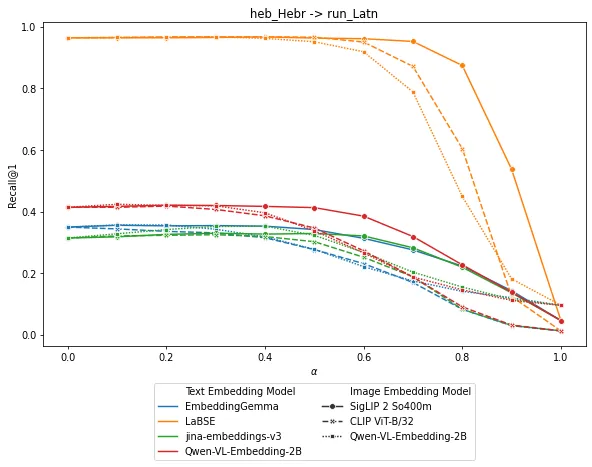 heb_Hebr -> run_Latn
1.0
0.8
0.6
0.4
0.2
0.0
Recall@1
0.0 0.2 0.4 0.6 0.8 1.0
α
Text Embedding Model
EmbeddingGemma
LaBSE
jina-embeddings-v3
Qwen-VL-Embedding-2B
Image Embedding Model
SigLIP 2 So400m
CLIP ViT-B/32
Qwen-VL-Embedding-2B